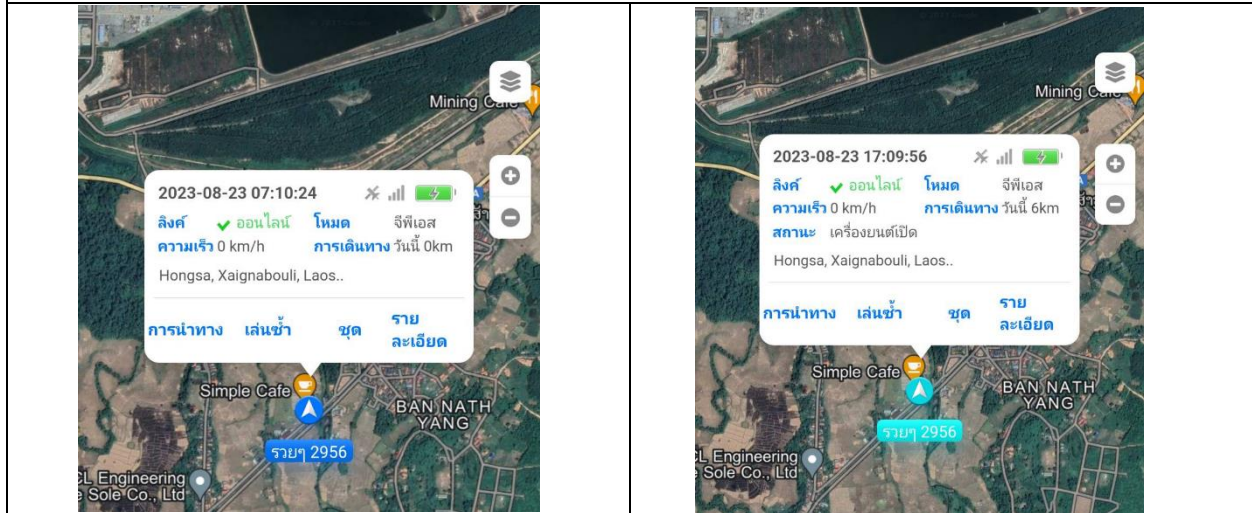 Mining
2023-08-23 07:10:24
ลิงค์ ออนไลน์ โหมด จีพีเอส
ความเร็ว 0 km/h การเดินทาง วันนี้ 0km
Hongsa, Xaignabouli, Laos..
การนำทาง เล่นซ้ำ ชุด ราย
ละเอียด
Simple Cafe
BAN NATH
YANG
รวยๆ 2956
Engineering
Sole Co., Ltd
Mining
2023-08-23 17:09:56
ลิงค์ ออนไลน์ โหมด จีพีเอส
ความเร็ว 0 km/h การเดินทาง วันนี้ 6km
สถานะ เครื่องยนต์เปิด
Hongsa, Xaignabouli, Laos..
การนำทาง เล่นซ้ำ ชุด ราย
ละเอียด
Simple Cafe
BAN NATH
YANG
รวยๆ 2956
Engineering
Sole Co., Ltd